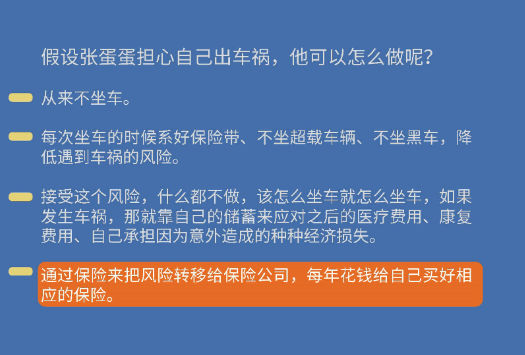 假设张蛋蛋担心自己出车祸，他可以怎么做呢？
从来不坐车。
每次坐车的时候系好保险带、不坐超载车辆、不坐黑车，降
低遇到车祸的风险。
接受这个风险，什么都不做，该怎么坐车就怎么坐车，如果
发生车祸，那就靠自己的储蓄来应对之后的医疗费用、康复
费用、自己承担因为意外造成的种种经济损失。
通过保险来把风险转移给保险公司，每年花钱给自己买好相
应的保险。